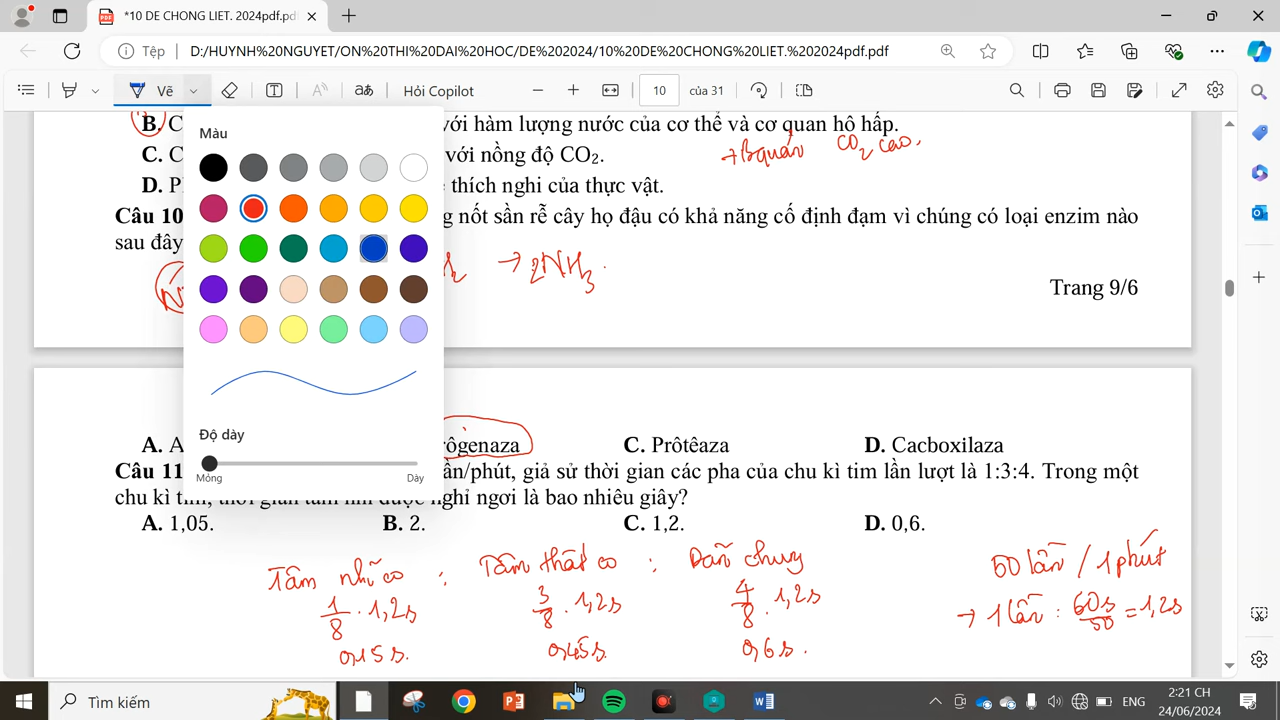 *10 DE CHONG LIET. 2024pdf.pdf
Tệp D:/HUYNH%20NGUYET/ON%20THI%20DAI%20HOC/DE%202024/10%20DE%20CHONG%20LIET.%202024pdf.pdf
Vẽ aあ Hỏi Copilot 10 của 31
Màu
Độ dày
Mỏng Dày
B. C với hàm lượng nước của cơ thể và cơ quan hô hấp.
C. C với nồng độ CO₂.
CO₂ cao.
D. P thích nghi của thực vật.
Câu 10 g nốt sần rễ cây họ đậu có khả năng cố định đạm vì chúng có loại enzim nào
sau đây
→ 2NH₃.
Trang 9/6
A. A rôgenaza C. Prôtêaza D. Cacboxilaza
Câu 11 ần/phút, giả sử thời gian các pha của chu kì tim lần lượt là 1:3:4. Trong một
chu kì tim, thời gian tâm nhĩ được nghỉ ngơi là bao nhiêu giây?
A. 1,05. B. 2. C. 1,2. D. 0,6.
Tâm nhĩ co : Tâm thất co : Dãn chung
1/8 . 1,2s 3/8 . 1,2s 4/8 . 1,2s
0,15s. 0,45s. 0,6s.
50 lần / 1 phút
→ 1 lần : 60s/50 = 1,2s
Tìm kiếm
ENG
2:21 CH
24/06/2024